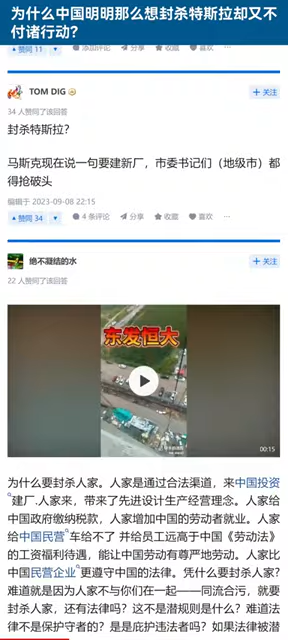 为什么中国明明那么想封杀特斯拉却又不
付诸行动?
赞同 11
添加评论
分享
收藏
喜欢
TOM DIG
关注
34 人赞同了该回答
封杀特斯拉?
马斯克现在说一句要建新厂，市委书记们（地级市）都
得抢破头
编辑于 2023-09-08 22:15
赞同 34
4 条评论
分享
收藏
喜欢
绝不凝结的水
关注
22 人赞同了该回答
东发恒大
00:15
为什么要封杀人家。人家是通过合法渠道，来中国投资
建厂.人家来，带来了先进设计生产经营理念。人家给
中国政府缴纳税款，人家增加中国的劳动者就业。人家
给中国民营车给不了 并给员工远高于中国《劳动法》
的工资福利待遇，能让中国劳动有尊严地劳动。人家比
中国民营企业更遵守中国的法律。凭什么要封杀人家?
难道就是因为人家不与你们在一起——同流合污，就要
封杀人家，还有法律吗？这不是潜规则是什么？难道法
律不是保护守者的？是是庇护违法者吗？如果法律被潜